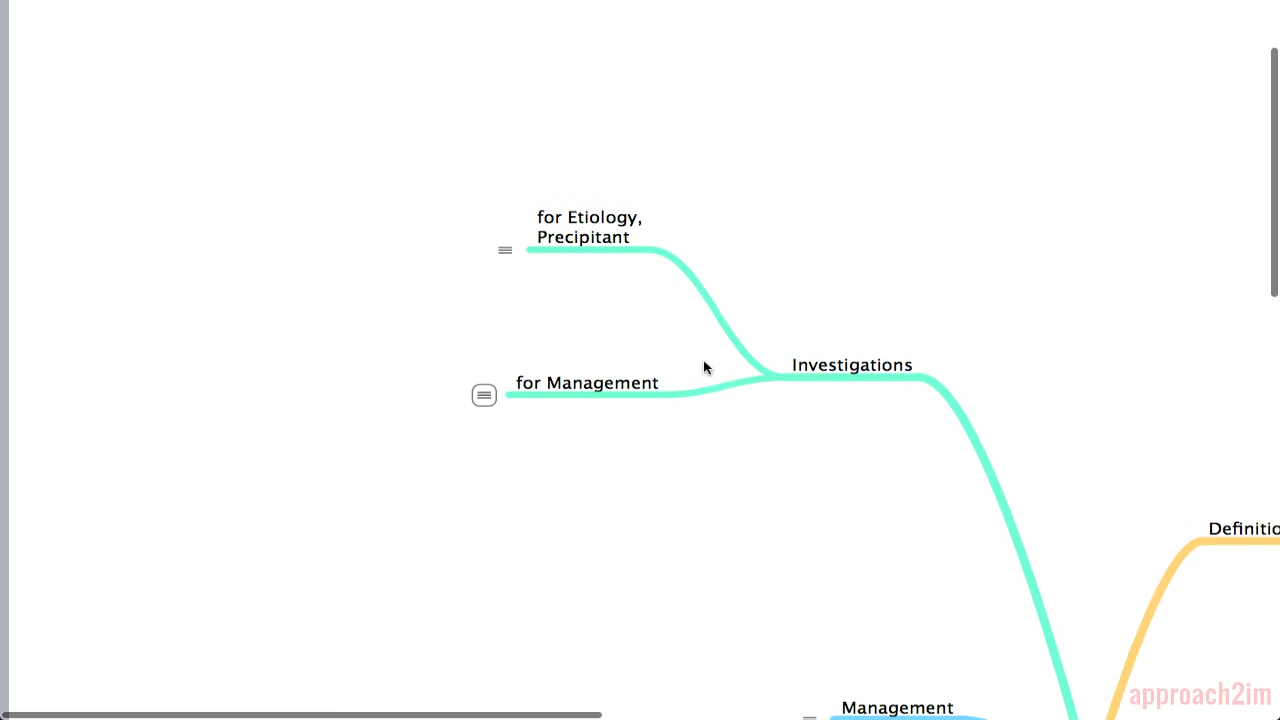 for Etiology,
Precipitant
for Management
Investigations
Definitio
Management
approach2im